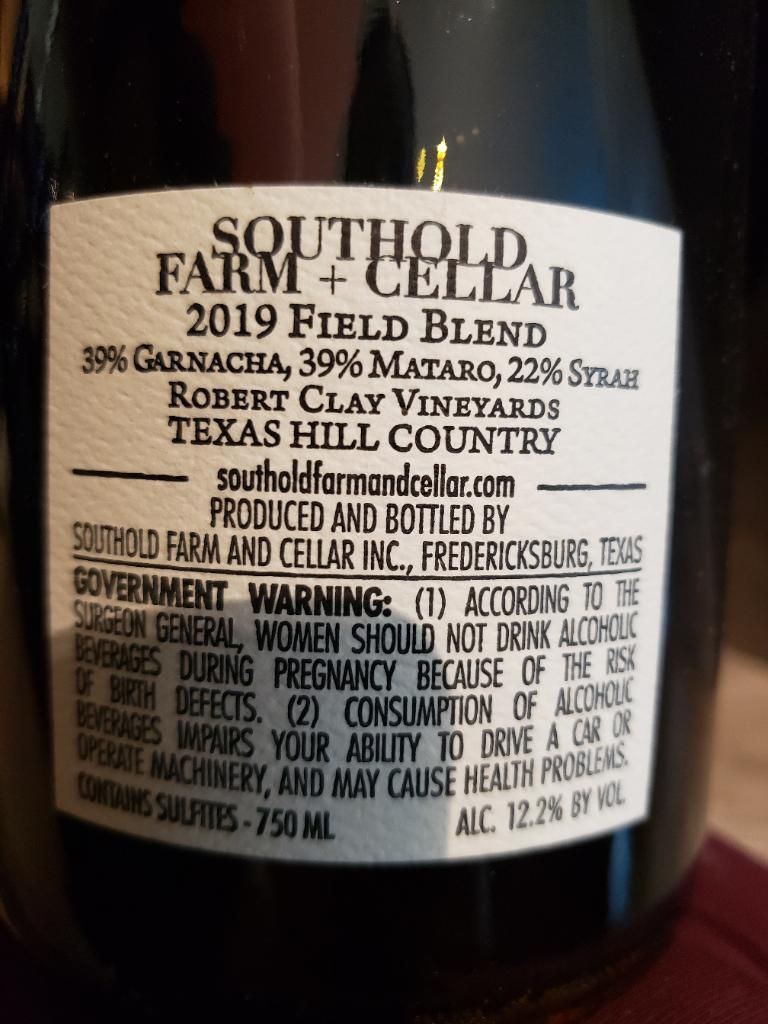 SOUTHOLD
FARM + CELLAR
2019 FIELD BLEND
39% GARNACHA, 39% MATARO, 22% SYRAH
ROBERT CLAY VINEYARDS
TEXAS HILL COUNTRY
southoldfarmandcellar.com
PRODUCED AND BOTTLED BY
SOUTHOLD FARM AND CELLAR INC., FREDERICKSBURG, TEXAS
GOVERNMENT WARNING: (1) ACCORDING TO THE
SURGEON GENERAL, WOMEN SHOULD NOT DRINK ALCOHOLIC
BEVERAGES DURING PREGNANCY BECAUSE OF THE RISK
OF BIRTH DEFECTS. (2) CONSUMPTION OF ALCOHOLIC
BEVERAGES IMPAIRS YOUR ABILITY TO DRIVE A CAR OR
OPERATE MACHINERY, AND MAY CAUSE HEALTH PROBLEMS.
CONTAINS SULFITES - 750 ML ALC. 12.2% BY VOL.